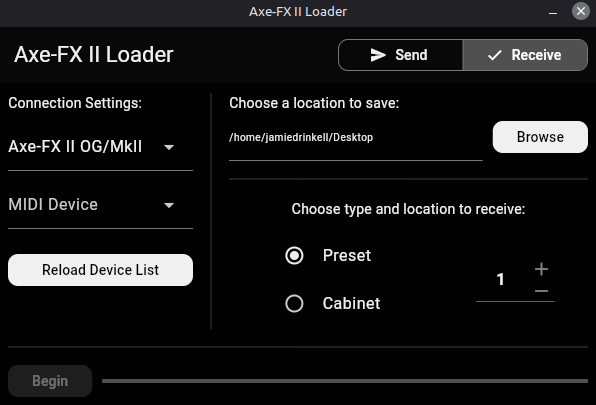 Axe-FX II Loader
Axe-FX II Loader
Send
Receive
Connection Settings:
Axe-FX II OG/MkII
MIDI Device
Reload Device List
Choose a location to save:
/home/jamiedrinkell/Desktop
Browse
Choose type and location to receive:
Preset
Cabinet
1
Begin